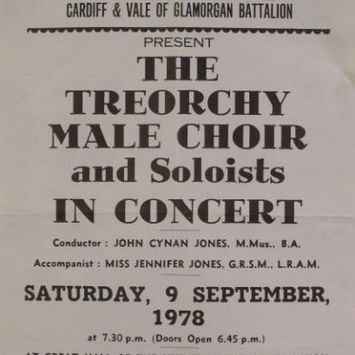 CARDIFF & VALE OF GLAMORGAN BATTALION
PRESENT
THE
TREORCHY
MALE CHOIR
and Soloists
IN CONCERT
Conductor : JOHN CYNAN JONES, M.Mus., B.A.
Accompanist : MISS JENNIFER JONES, G.R.S.M., L.R.A.M.
SATURDAY, 9 SEPTEMBER,
1978
at 7.30 p.m. (Doors Open 6.45 p.m.)